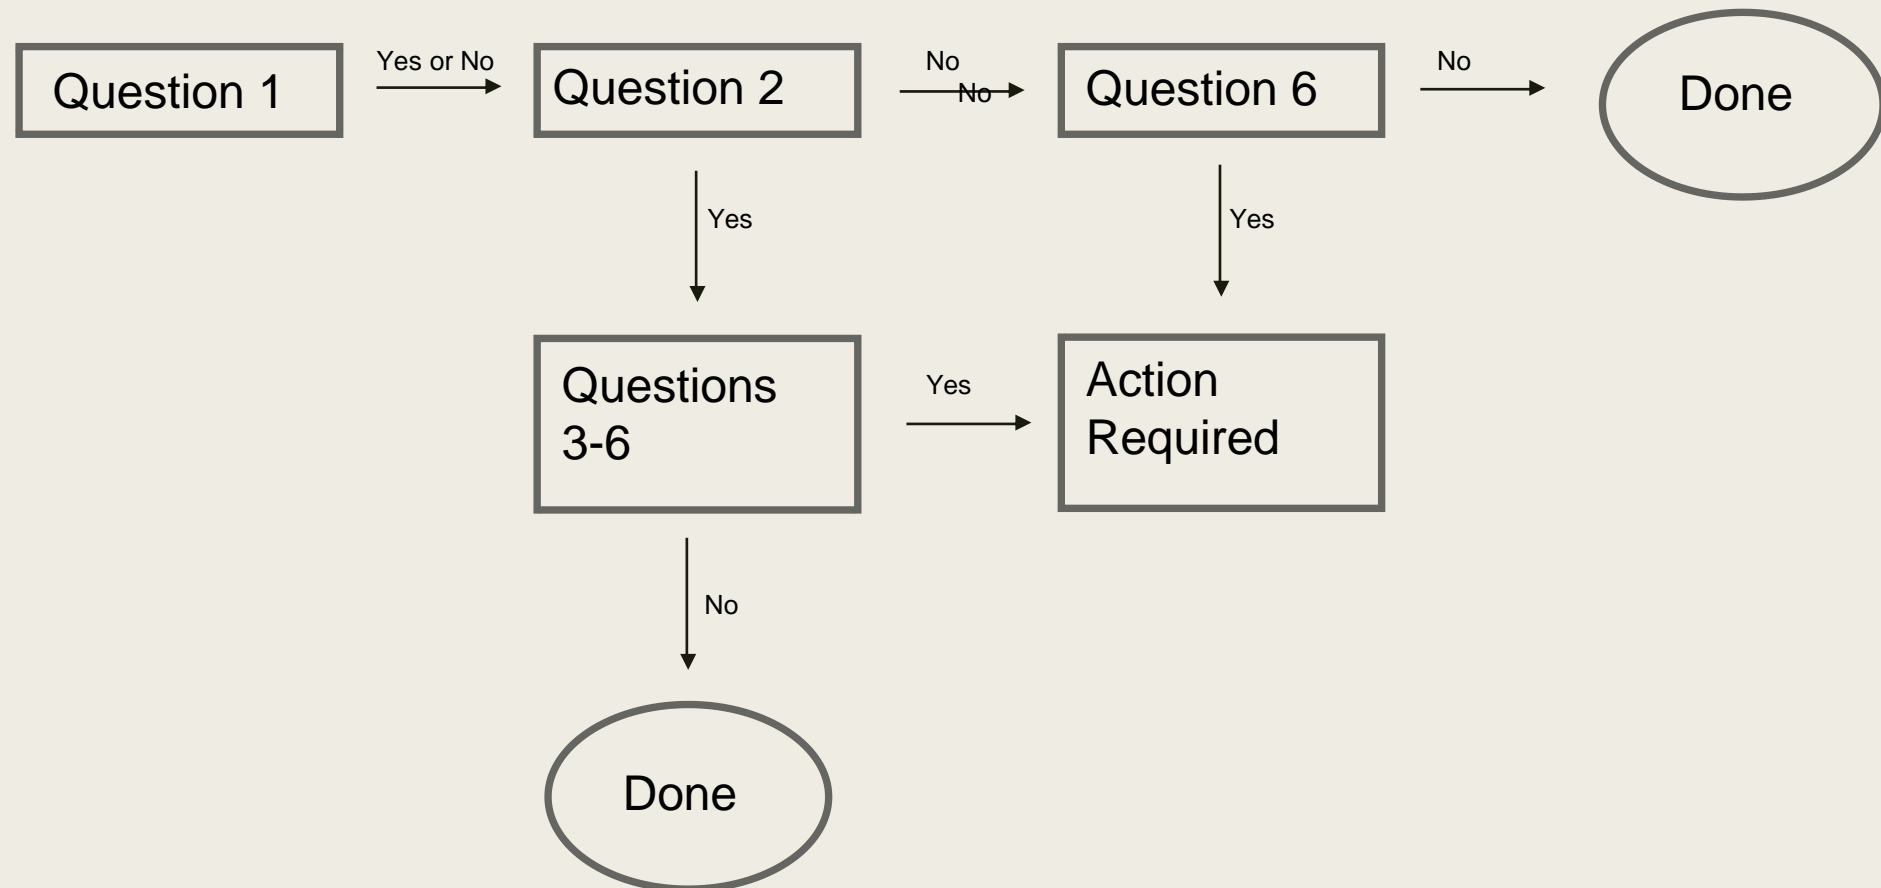 Question 1
Yes or No
Question 2
No
No
Question 6
No
Done
Yes
Yes
Questions
3-6
Yes
Action
Required
No
Done